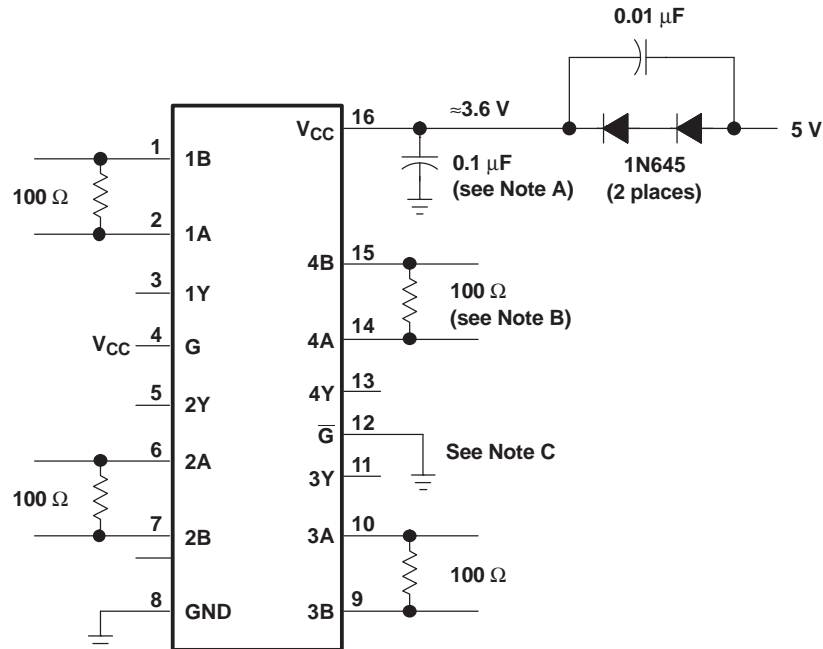 0.01 μF
≈3.6 V
5 V
1N645
(2 places)
0.1 μF
(see Note A)
16
VCC
1
1B
100 Ω
2
1A
15
4B
100 Ω
(see Note B)
14
4A
3
1Y
VCC
4
G
13
4Y
5
2Y
12
G̅
See Note C
11
3Y
6
2A
100 Ω
7
2B
10
3A
100 Ω
8
GND
9
3B